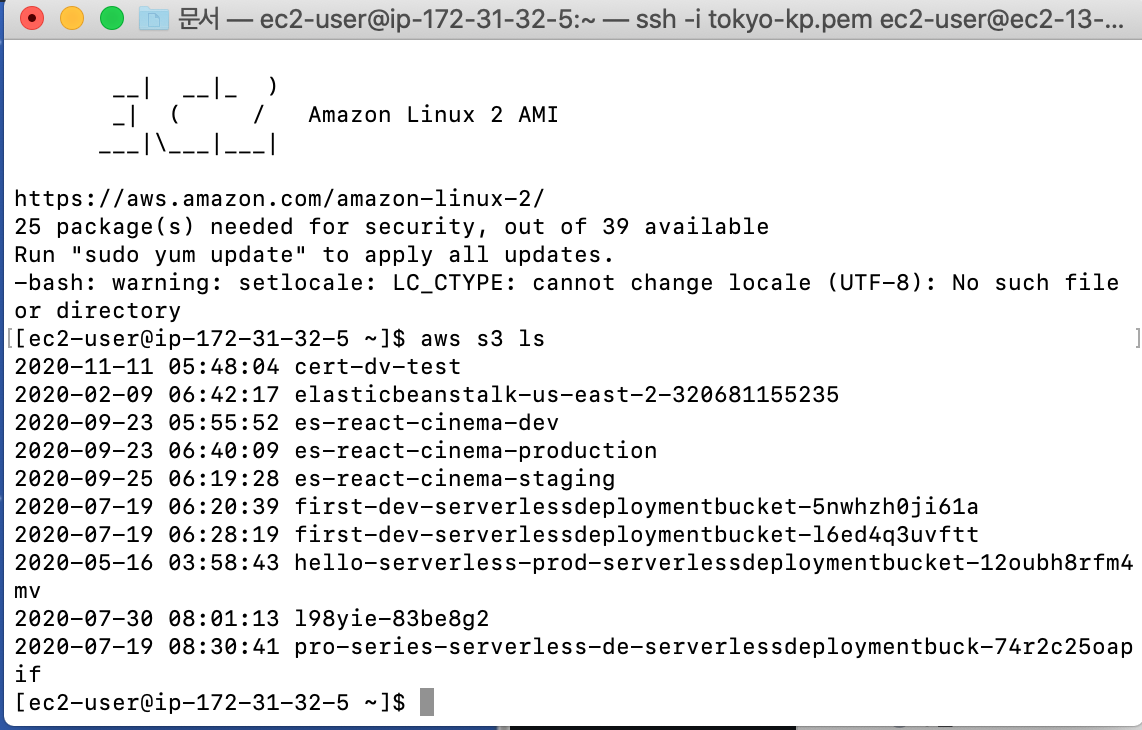 문서 — ec2-user@ip-172-31-32-5:~ — ssh -i tokyo-kp.pem ec2-user@ec2-13-...
__|  __|_  )
_|  (     /   Amazon Linux 2 AMI
___|\___|___|
https://aws.amazon.com/amazon-linux-2/
25 package(s) needed for security, out of 39 available
Run "sudo yum update" to apply all updates.
-bash: warning: setlocale: LC_CTYPE: cannot change locale (UTF-8): No such file
or directory
[[ec2-user@ip-172-31-32-5 ~]$ aws s3 ls ]
2020-11-11 05:48:04 cert-dv-test
2020-02-09 06:42:17 elasticbeanstalk-us-east-2-320681155235
2020-09-23 05:55:52 es-react-cinema-dev
2020-09-23 06:40:09 es-react-cinema-production
2020-09-25 06:19:28 es-react-cinema-staging
2020-07-19 06:20:39 first-dev-serverlessdeploymentbucket-5nwhzh0ji61a
2020-07-19 06:28:19 first-dev-serverlessdeploymentbucket-l6ed4q3uvftt
2020-05-16 03:58:43 hello-serverless-prod-serverlessdeploymentbucket-12oubh8rfm4
mv
2020-07-30 08:01:13 l98yie-83be8g2
2020-07-19 08:30:41 pro-series-serverless-de-serverlessdeploymentbuck-74r2c25oap
if
[ec2-user@ip-172-31-32-5 ~]$